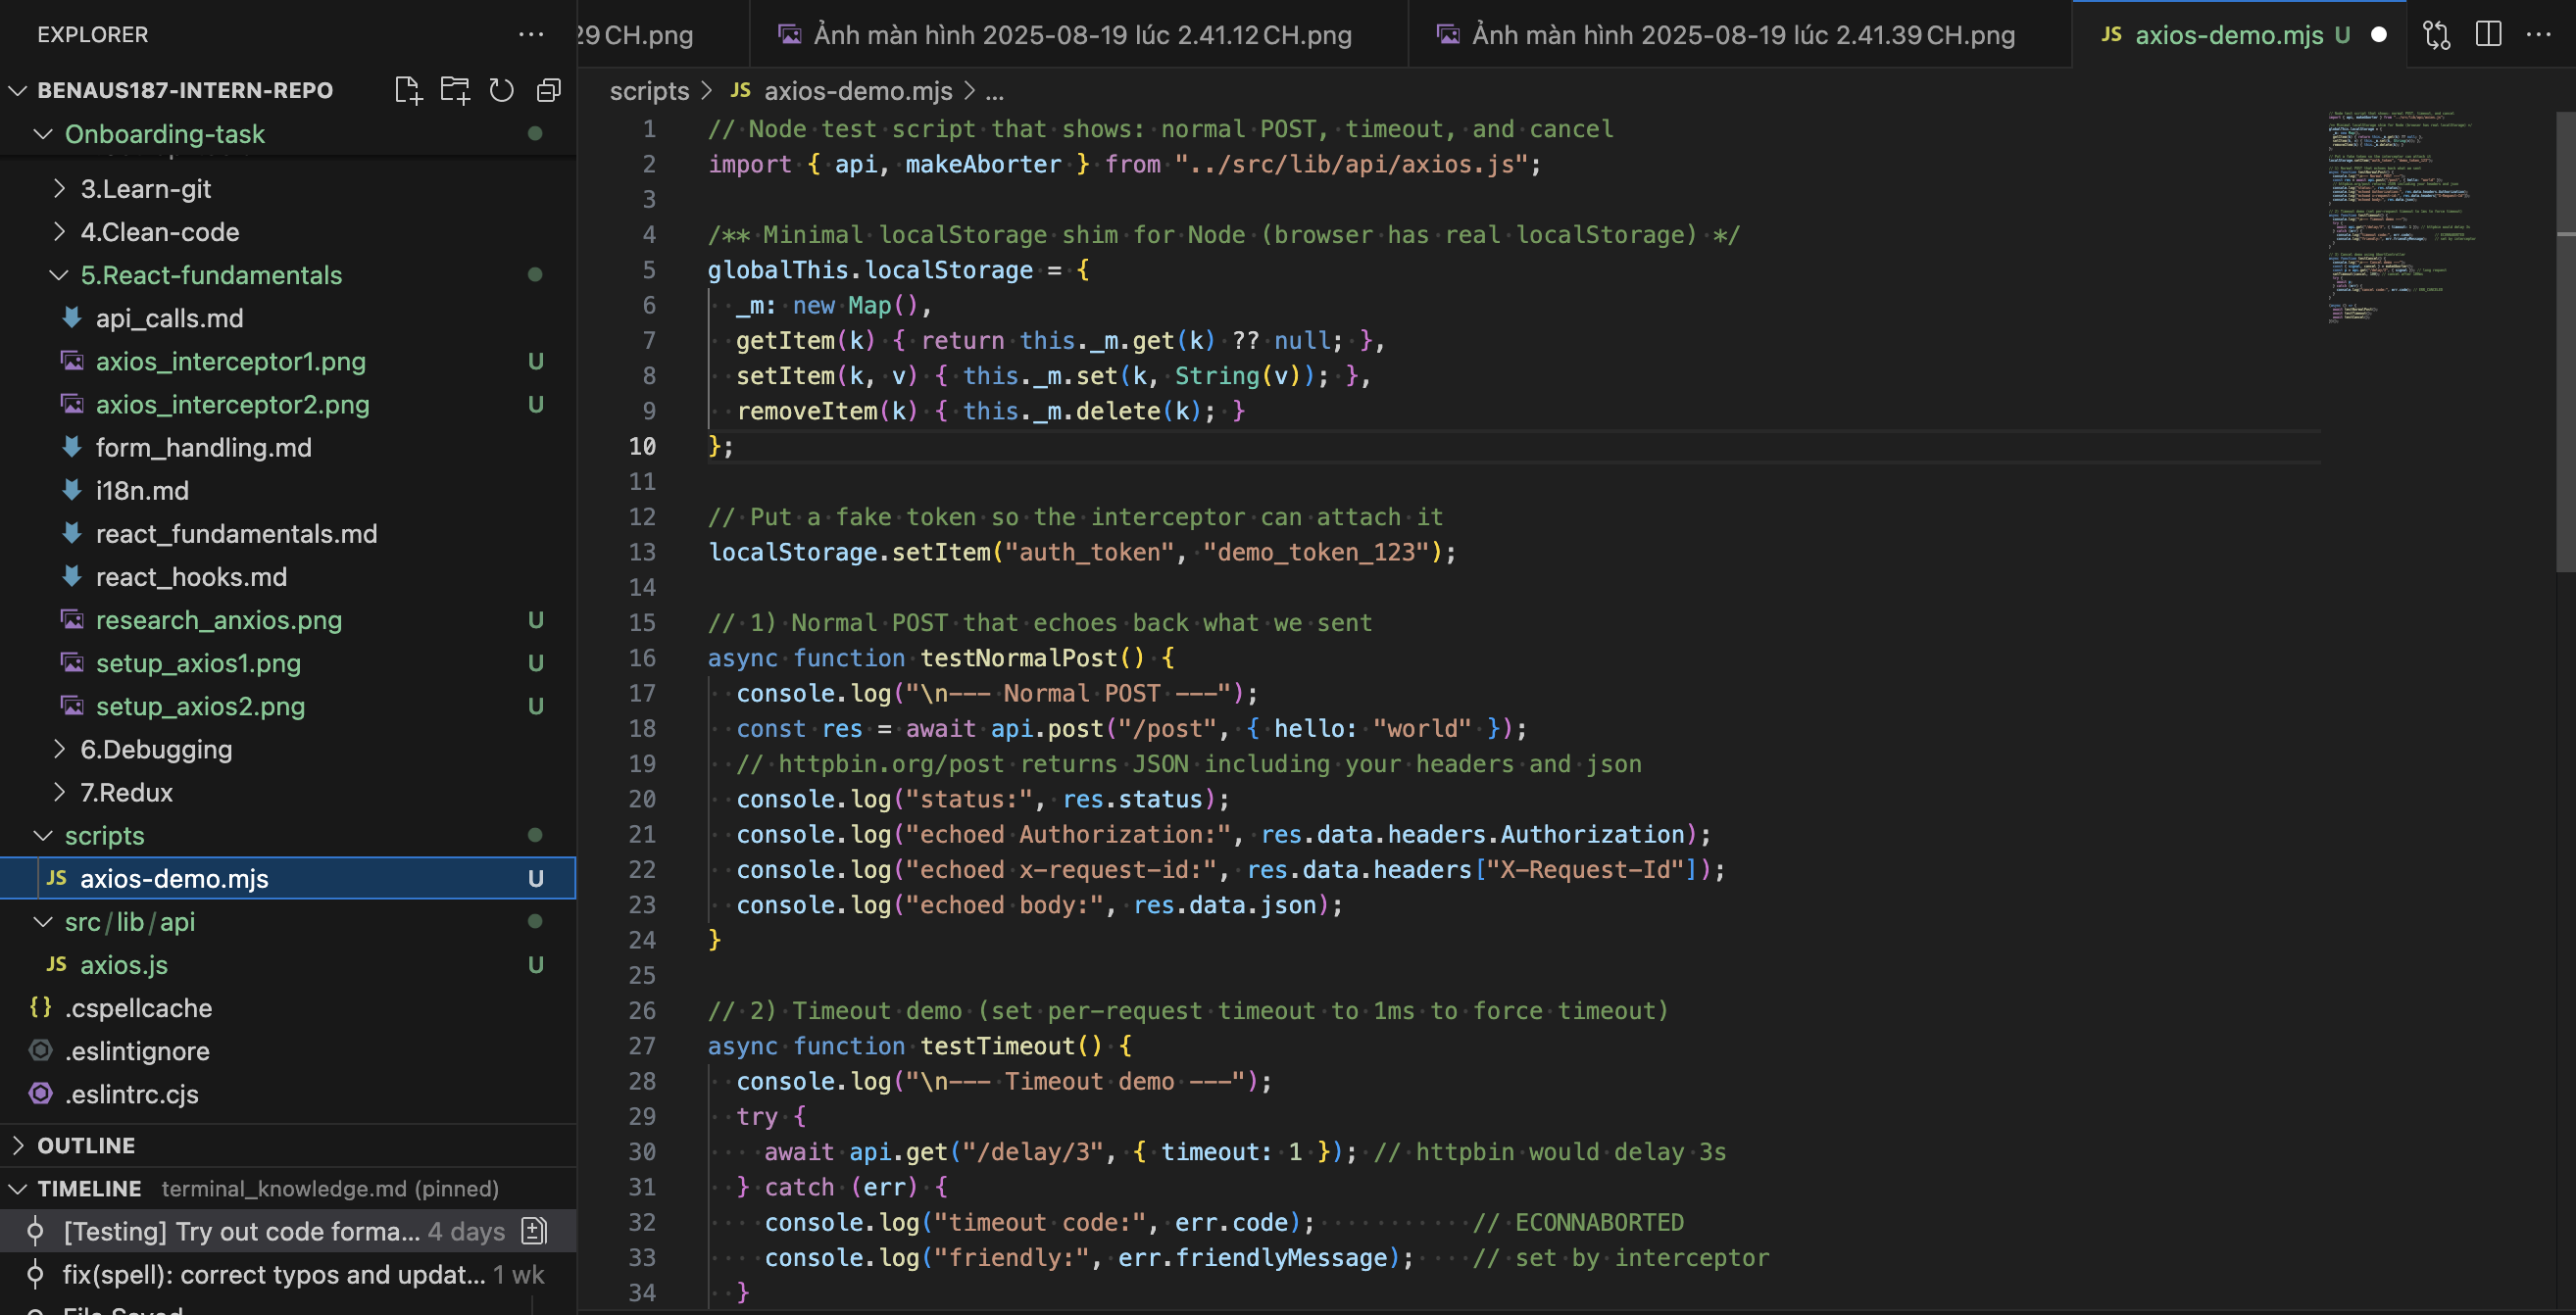 EXPLORER
BENAUS187-INTERN-REPO
Onboarding-task
3.Learn-git
4.Clean-code
5.React-fundamentals
api_calls.md
axios_interceptor1.png U
axios_interceptor2.png U
form_handling.md
i18n.md
react_fundamentals.md
react_hooks.md
research_anxios.png U
setup_axios1.png U
setup_axios2.png U
6.Debugging
7.Redux
scripts
JS axios-demo.mjs U
src/lib/api
JS axios.js U
{} .cspellcache
.eslintignore
.eslintrc.cjs
OUTLINE
TIMELINE terminal_knowledge.md (pinned)
[Testing] Try out code forma... 4 days
fix(spell): correct typos and updat... 1 wk
File Saved
29 CH.png
Ảnh màn hình 2025-08-19 lúc 2.41.12 CH.png
Ảnh màn hình 2025-08-19 lúc 2.41.39 CH.png
JS axios-demo.mjs U
scripts > JS axios-demo.mjs > ...
1 // Node test script that shows: normal POST, timeout, and cancel
2 import { api, makeAborter } from "../src/lib/api/axios.js";
3
4 /** Minimal localStorage shim for Node (browser has real localStorage) */
5 globalThis.localStorage = {
6 _m: new Map(),
7 getItem(k) { return this._m.get(k) ?? null; },
8 setItem(k, v) { this._m.set(k, String(v)); },
9 removeItem(k) { this._m.delete(k); }
10 };
11
12 // Put a fake token so the interceptor can attach it
13 localStorage.setItem("auth_token", "demo_token_123");
14
15 // 1) Normal POST that echoes back what we sent
16 async function testNormalPost() {
17 console.log("\n--- Normal POST ---");
18 const res = await api.post("/post", { hello: "world" });
19 // httpbin.org/post returns JSON including your headers and json
20 console.log("status:", res.status);
21 console.log("echoed Authorization:", res.data.headers.Authorization);
22 console.log("echoed x-request-id:", res.data.headers["X-Request-Id"]);
23 console.log("echoed body:", res.data.json);
24 }
25
26 // 2) Timeout demo (set per-request timeout to 1ms to force timeout)
27 async function testTimeout() {
28 console.log("\n--- Timeout demo ---");
29 try {
30 await api.get("/delay/3", { timeout: 1 }); // httpbin would delay 3s
31 } catch (err) {
32 console.log("timeout code:", err.code); // ECONNABORTED
33 console.log("friendly:", err.friendlyMessage); // set by interceptor
34 }